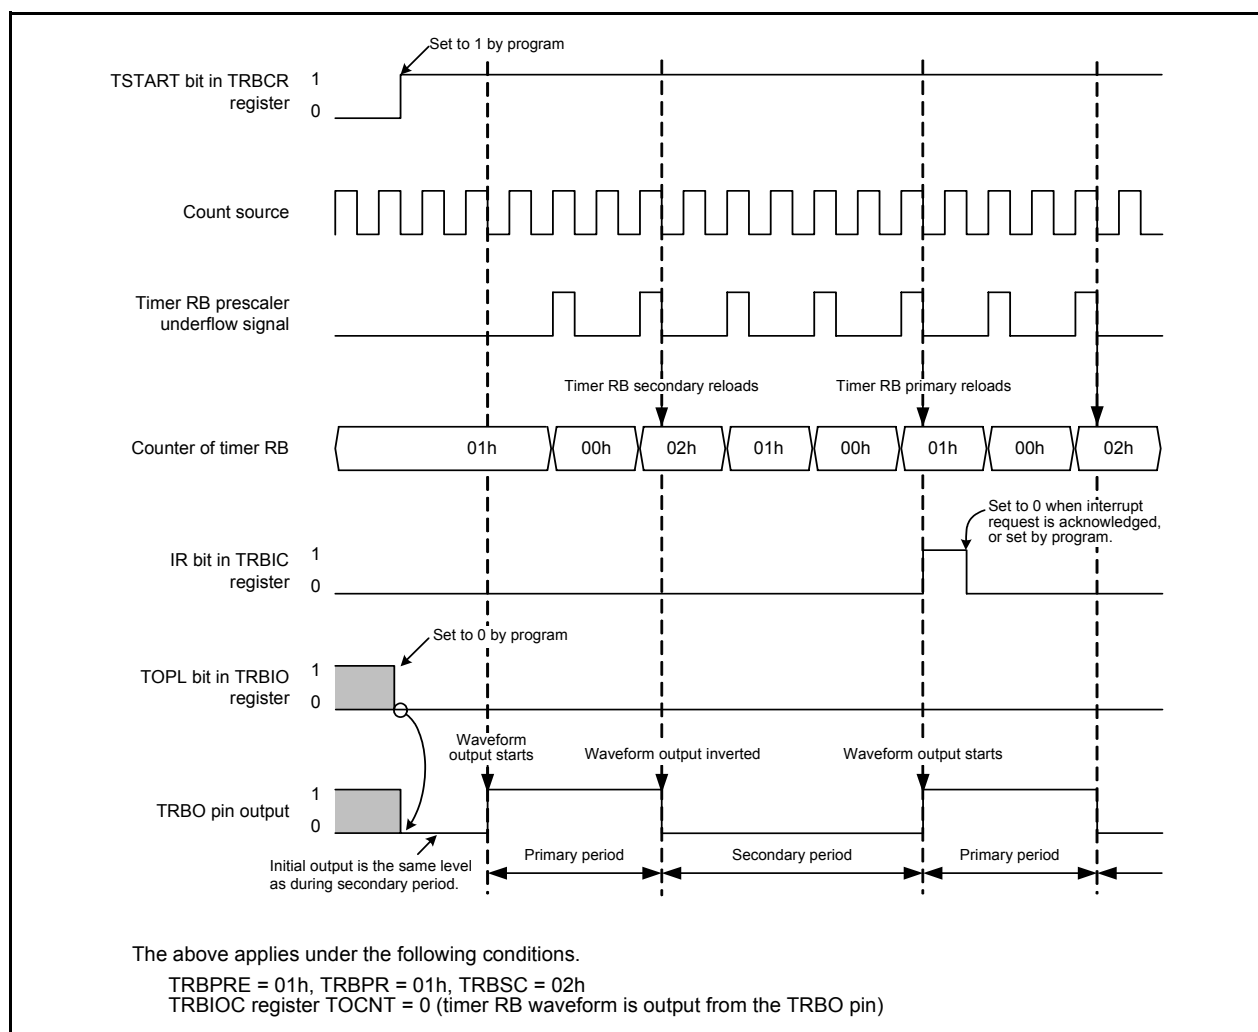 Set to 1 by program
TSTART bit in TRBCR
register
1
0
Count source
Timer RB prescaler
underflow signal
Timer RB secondary reloads
Timer RB primary reloads
Counter of timer RB
01h
00h
02h
01h
00h
01h
00h
02h
Set to 0 when interrupt
request is acknowledged,
or set by program.
IR bit in TRBIC
register
1
0
Set to 0 by program
TOPL bit in TRBIO
register
1
0
Waveform
output starts
Waveform output inverted
Waveform output starts
TRBO pin output
1
0
Initial output is the same level
as during secondary period.
Primary period
Secondary period
Primary period
The above applies under the following conditions.
TRBPRE = 01h, TRBPR = 01h, TRBSC = 02h
TRBIOC register TOCNT = 0 (timer RB waveform is output from the TRBO pin)